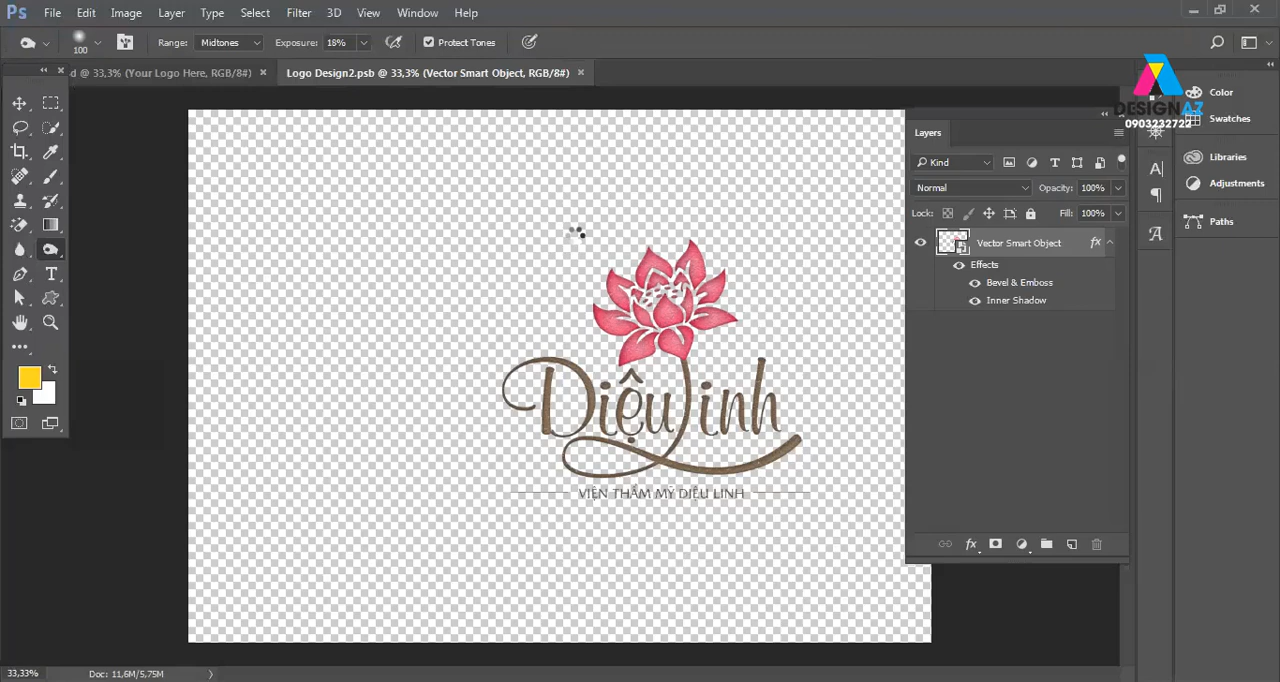 Ps File Edit Image Layer Type Select Filter 3D View Window Help
100 Range: Midtones Exposure: 18% Protect Tones
d @ 33,3% (Your Logo Here, RGB/8#) × Logo Design2.psb @ 33,3% (Vector Smart Object, RGB/8#) ×
DESIGNAZ
0903232722
Color
Swatches
Libraries
Adjustments
Paths
Layers
Kind
Normal Opacity: 100%
Lock: Fill: 100%
Vector Smart Object fx
Effects
Bevel & Emboss
Inner Shadow
fx
Diệu Linh
VIỆN THẨM MỸ DIỆU LINH
33,33% Doc: 11,6M/5,75M